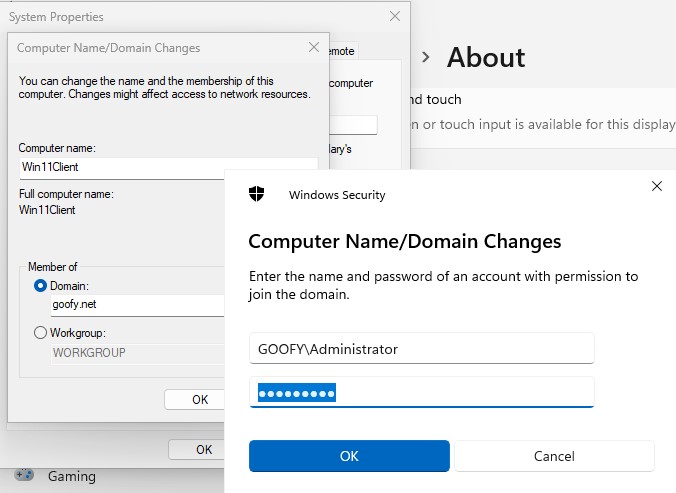 System Properties
Computer Name/Domain Changes
You can change the name and the membership of this
computer. Changes might affect access to network resources.
Computer name:
Win11Client
Full computer name:
Win11Client
Member of
Domain:
goofy.net
Workgroup:
WORKGROUP
OK
OK
Gaming
computer
> About
nd touch
n or touch input is available for this display
Windows Security
Computer Name/Domain Changes
Enter the name and password of an account with permission to
join the domain.
GOOFY\Administrator
●●●●●●●●●
OK
Cancel